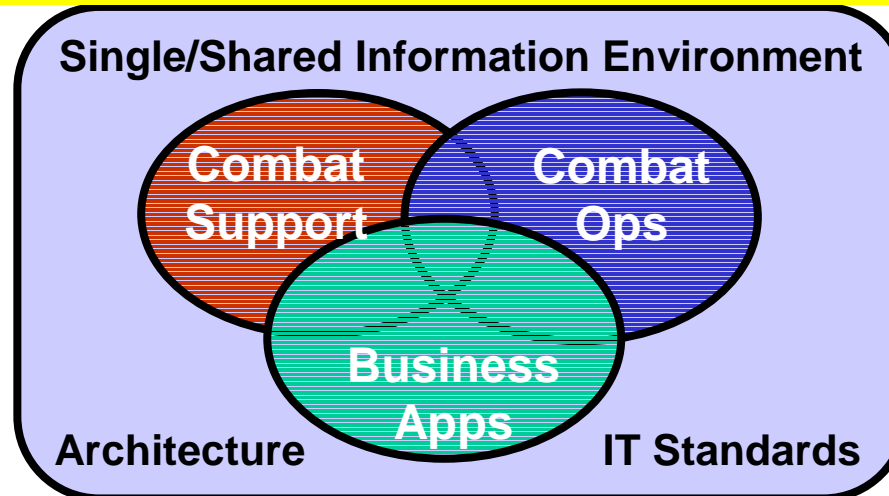 Single/Shared Information Environment
Combat
Support
Combat
Ops
Business
Apps
Architecture
IT Standards